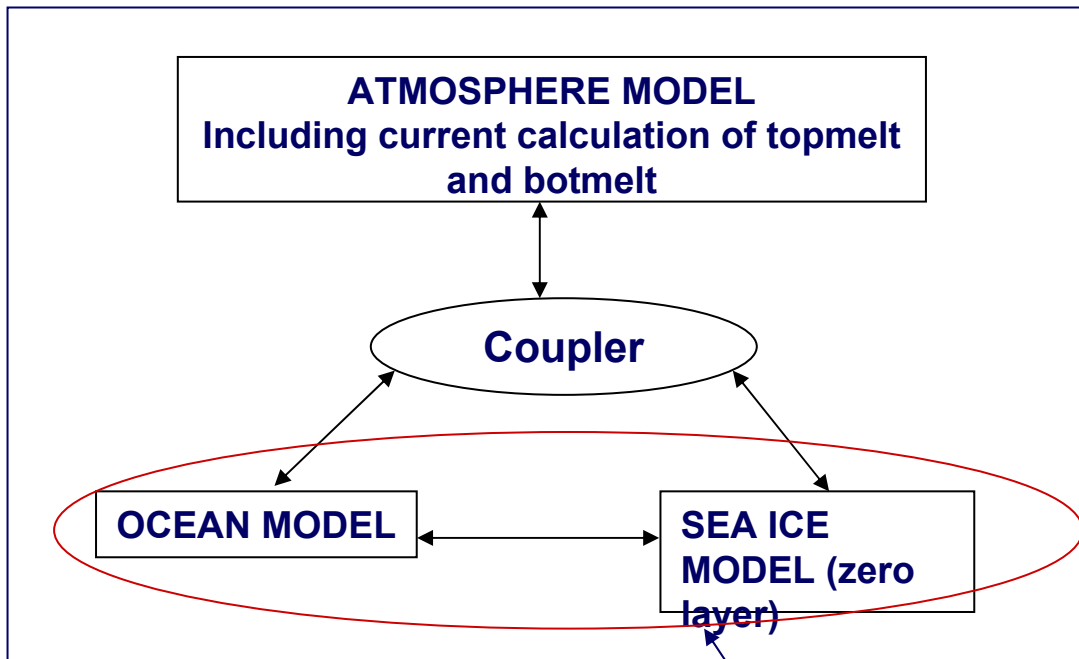 ATMOSPHERE MODEL
Including current calculation of topmelt
and botmelt
Coupler
OCEAN MODEL
SEA ICE
MODEL (zero
layer)